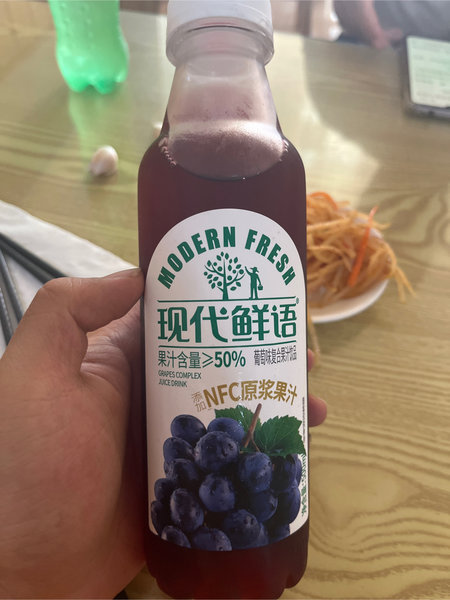 MODERN FRESH
现代鲜语®
果汁含量≥50% 葡萄味复合果汁饮品
GRAPES COMPLEX
JUICE DRINK
添加NFC原浆果汁